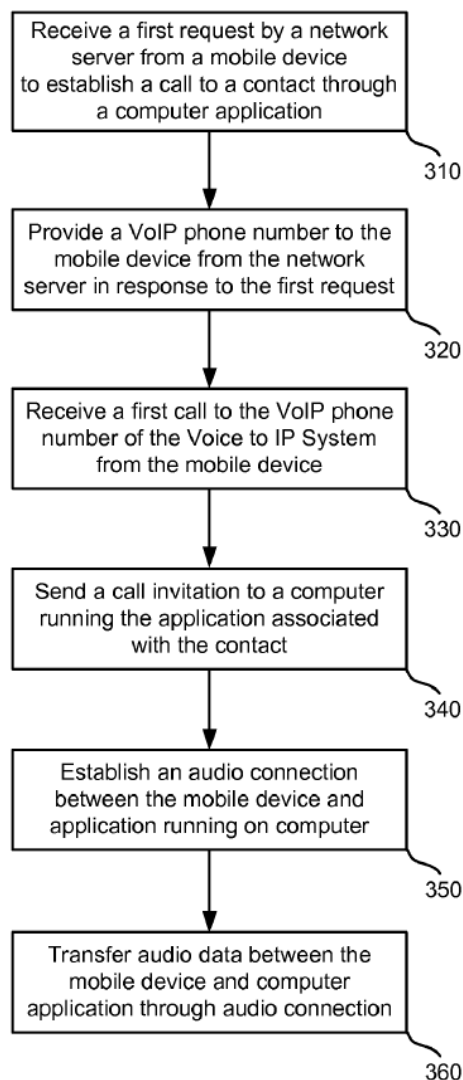 Receive a first request by a network
server from a mobile device
to establish a call to a contact through
a computer application
310
Provide a VoIP phone number to the
mobile device from the network
server in response to the first request
320
Receive a first call to the VoIP phone
number of the Voice to IP System
from the mobile device
330
Send a call invitation to a computer
running the application associated
with the contact
340
Establish an audio connection
between the mobile device and
application running on computer
350
Transfer audio data between the
mobile device and computer
application through audio connection
360